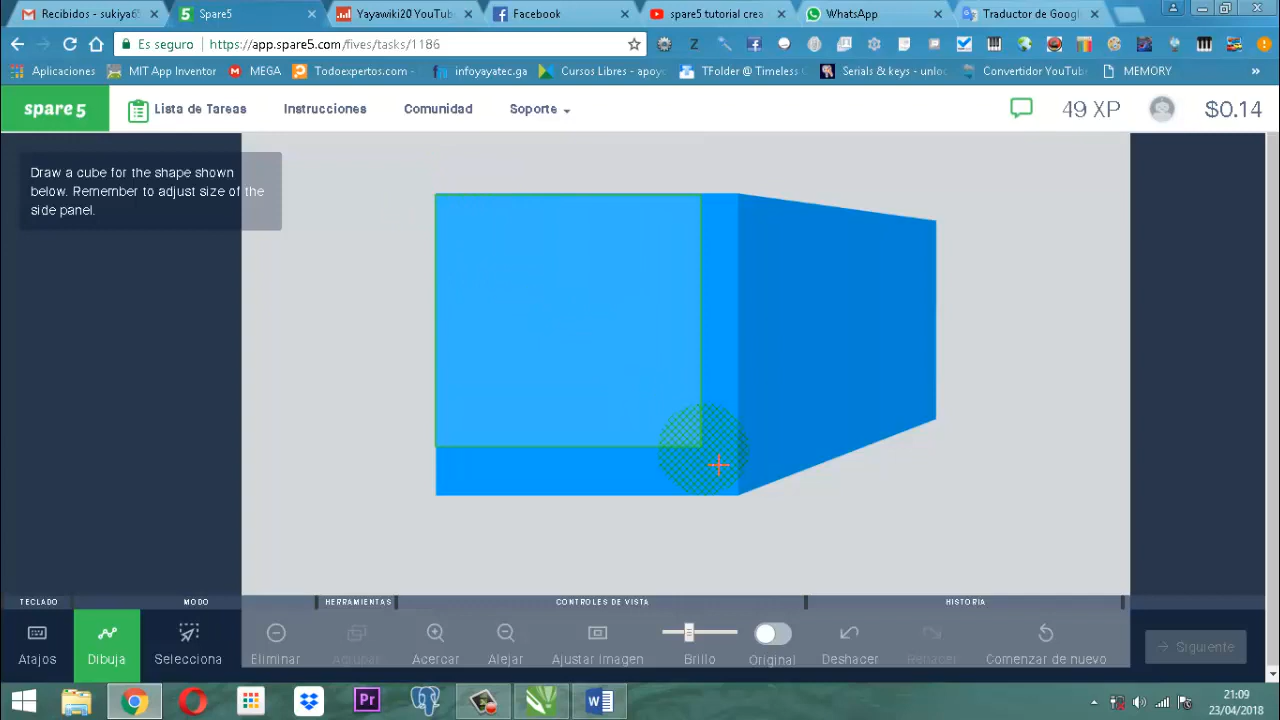 Recibidos - sukiya6
Spare5
Yayawiki20 YouTub
Facebook
spare5 tutorial crea
WhatsApp
Traductor de Googl
Es seguro
https://app.spare5.com/fives/tasks/1186
Aplicaciones
MIT App Inventor
MEGA
Todoexpertos.com -
infoyayatec.ga
Cursos Libres - apoy
TFolder @ Timeless
Serials & keys - unlo
Convertidor YouTub
MEMORY
spare5
Lista de Tareas
Instrucciones
Comunidad
Soporte
49 XP
$0.14
Draw a cube for the shape shown
below. Remember to adjust size of the
side panel.
TECLADO
MODO
HERRAMIENTAS
CONTROLES DE VISTA
HISTORIA
Atajos
Dibuja
Selecciona
Eliminar
Agrupar
Acercar
Alejar
Ajustar Imagen
Brillo
Original
Deshacer
Rehacer
Comenzar de nuevo
Siguiente
21:09
23/04/2018